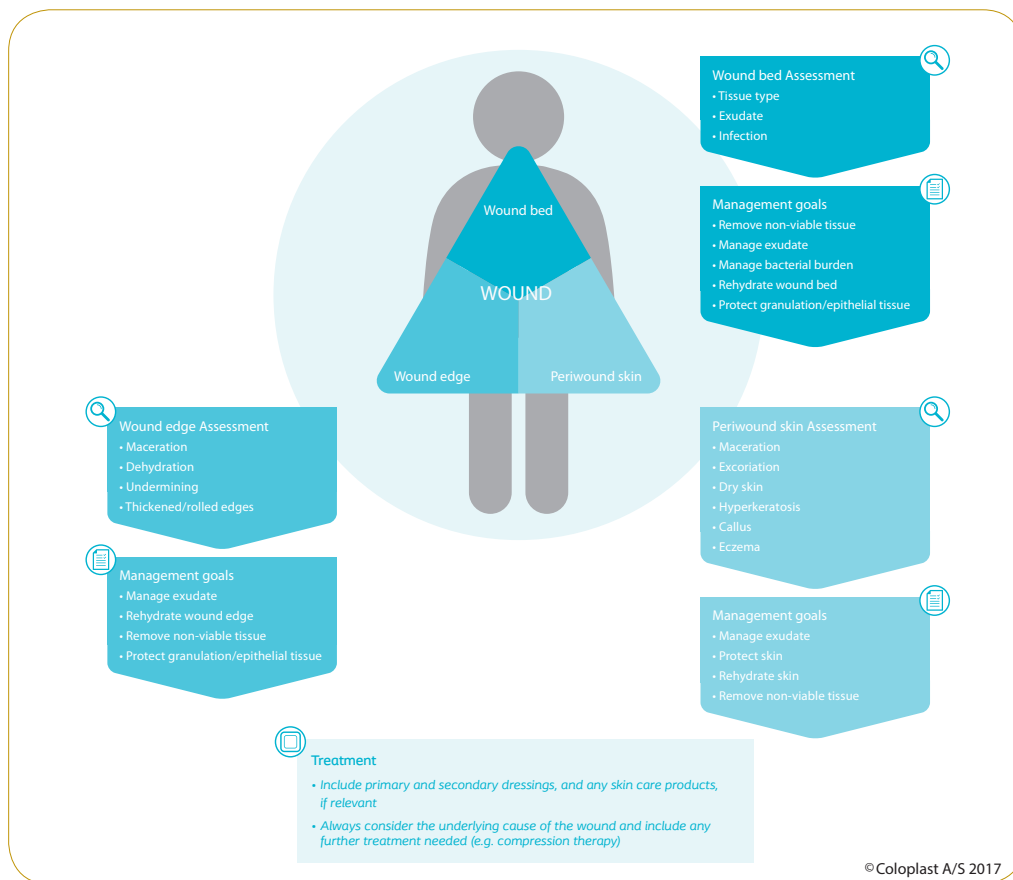 Wound bed Assessment
• Tissue type
• Exudate
• Infection
Management goals
• Remove non-viable tissue
• Manage exudate
• Manage bacterial burden
• Rehydrate wound bed
• Protect granulation/epithelial tissue
Wound bed
WOUND
Wound edge
Periwound skin
Wound edge Assessment
• Maceration
• Dehydration
• Undermining
• Thickened/rolled edges
Management goals
• Manage exudate
• Rehydrate wound edge
• Remove non-viable tissue
• Protect granulation/epithelial tissue
Periwound skin Assessment
• Maceration
• Excoriation
• Dry skin
• Hyperkeratosis
• Callus
• Eczema
Management goals
• Manage exudate
• Protect skin
• Rehydrate skin
• Remove non-viable tissue
Treatment
• Include primary and secondary dressings, and any skin care products,
if relevant
• Always consider the underlying cause of the wound and include any
further treatment needed (e.g. compression therapy)
© Coloplast A/S 2017